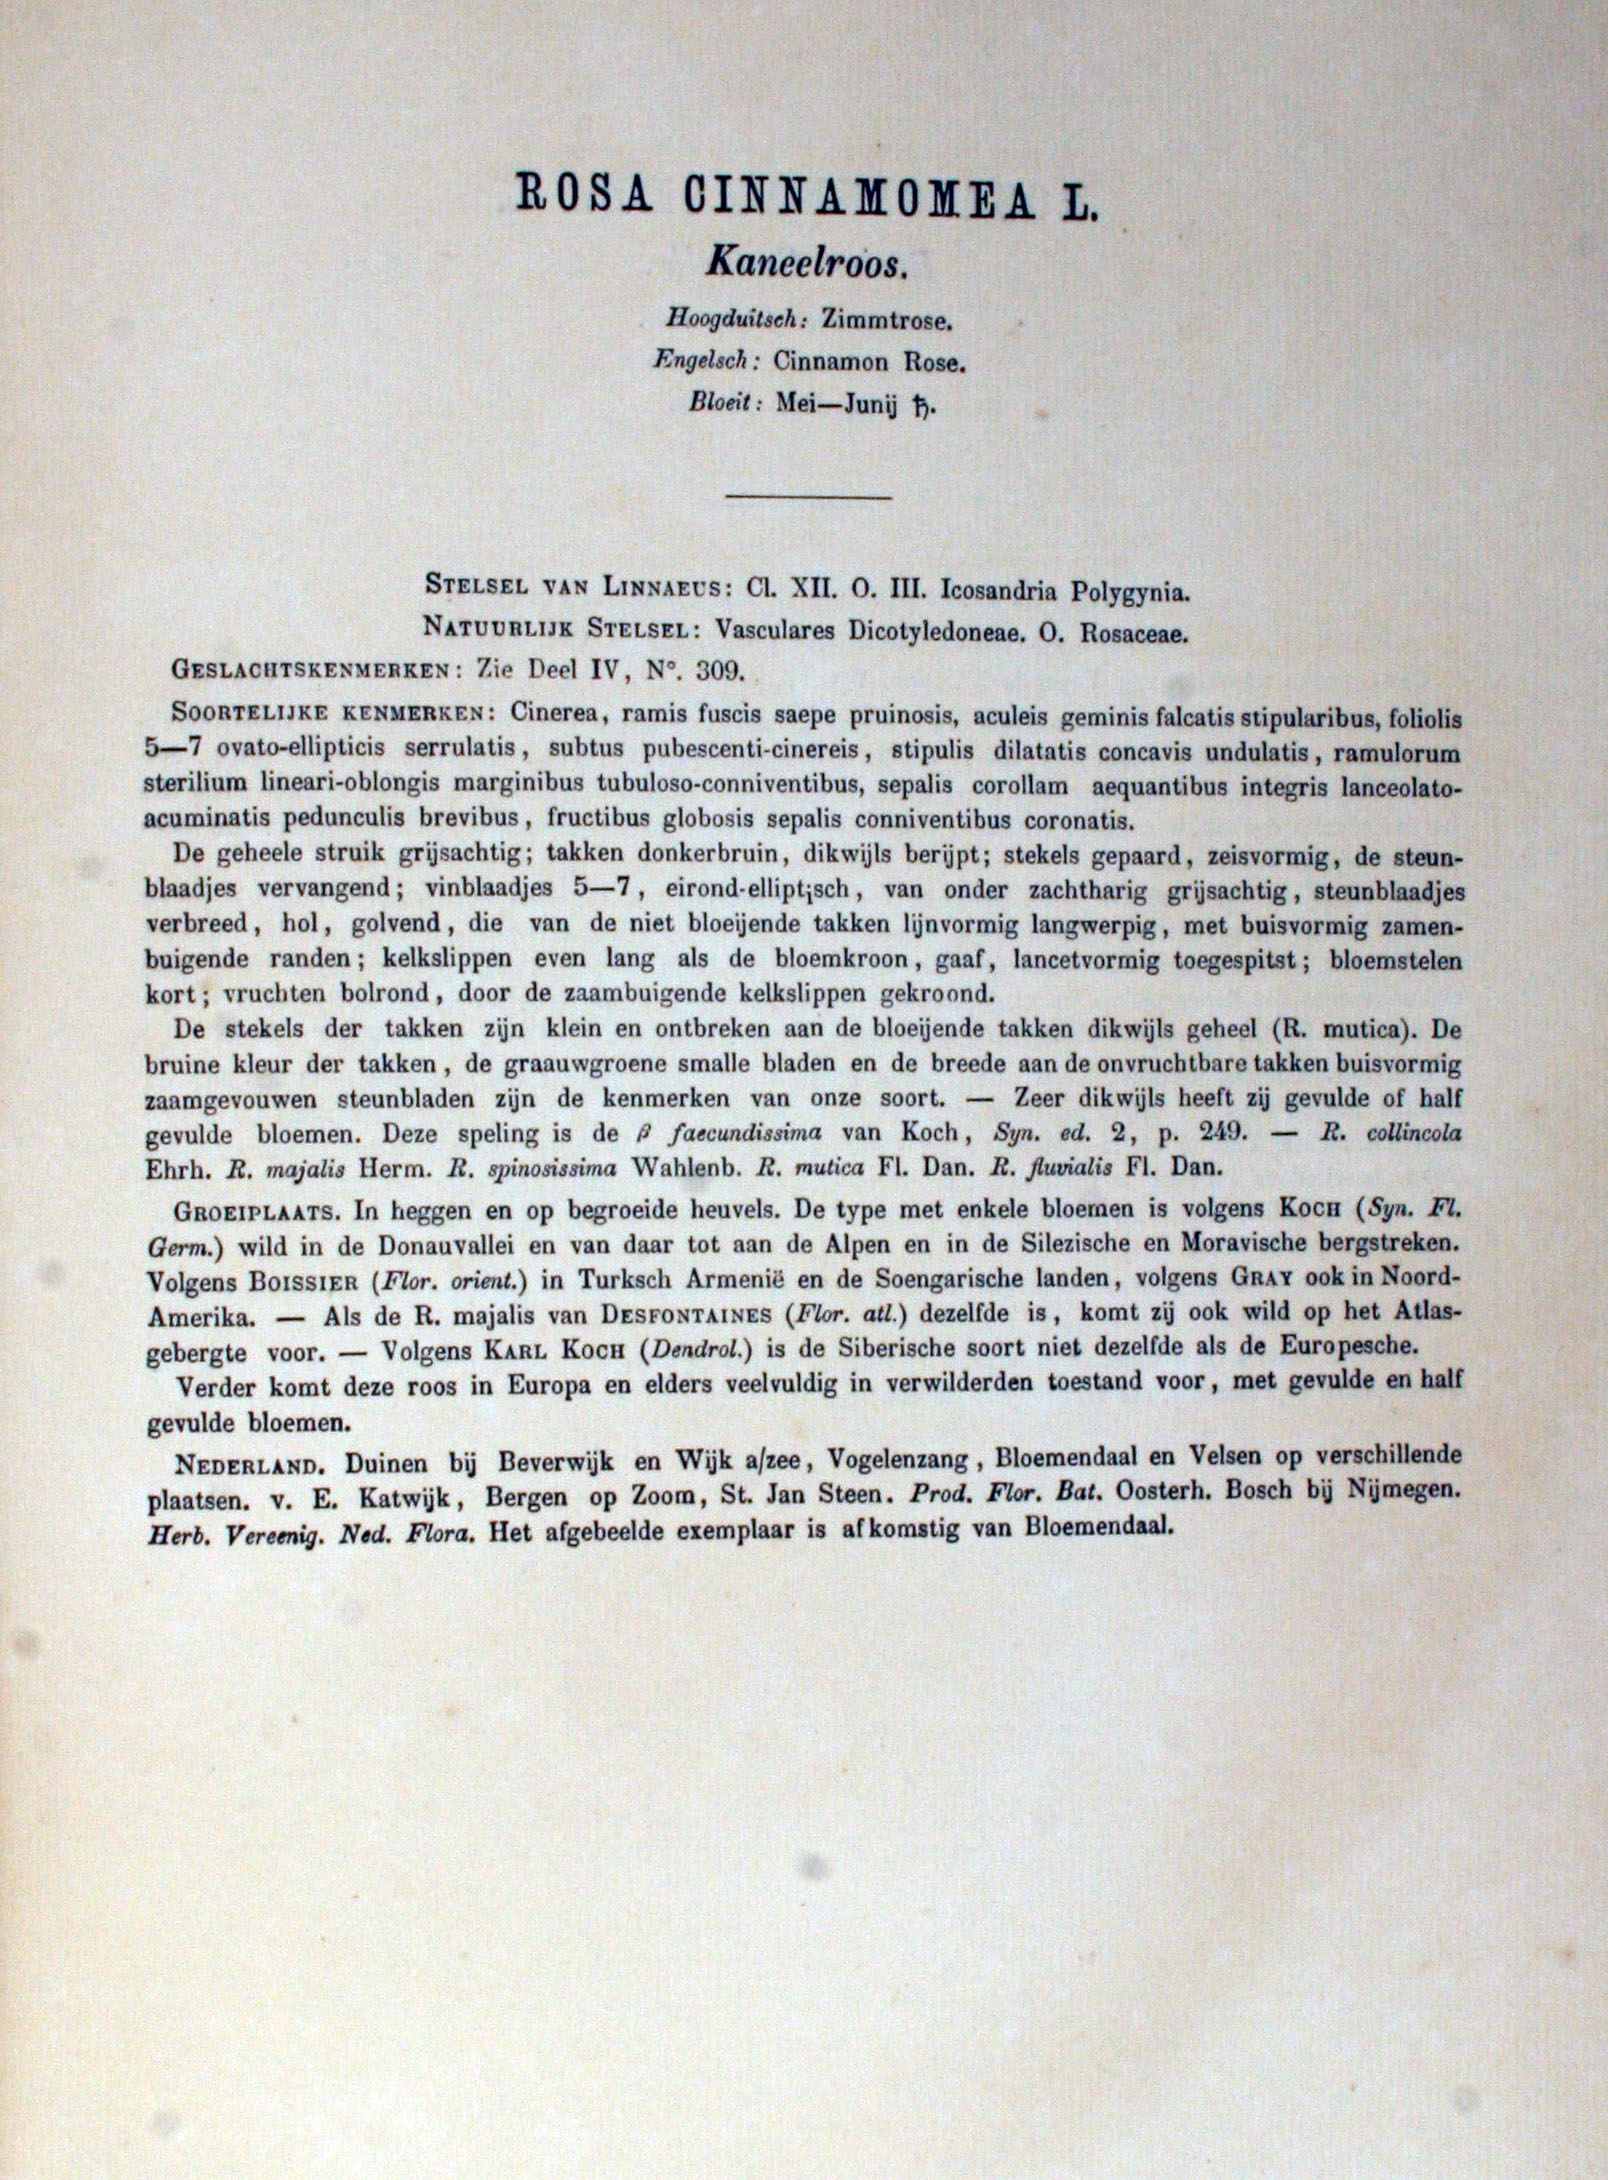 ROSA CINNAMOMEA L.
Kaneelroos.
Hoogduitsch: Zimmtrose.
Engelsch: Cinnamon Rose.
Bloeit: Mei—Junij ♄.
STELSEL VAN LINNAEUS: Cl. XII. O. III. Icosandria Polygynia.
NATUURLIJK STELSEL: Vasculares Dicotyledoneae. O. Rosaceae.
GESLACHTSKENMERKEN: Zie Deel IV, N°. 309.
SOORTELIJKE KENMERKEN: Cinerea, ramis fuscis saepe pruinosis, aculeis geminis falcatis stipularibus, foliolis
5—7 ovato-ellipticis serrulatis, subtus pubescenti-cinereis, stipulis dilatatis concavis undulatis, ramulorum
sterilium lineari-oblongis marginibus tubuloso-conniventibus, sepalis corollam aequantibus integris lanceolato-
acuminatis pedunculis brevibus, fructibus globosis sepalis conniventibus coronatis.
De geheele struik grijsachtig; takken donkerbruin, dikwijls berijpt; stekels gepaard, zeisvormig, de steun-
blaadjes vervangend; vinblaadjes 5—7, eirond-elliptisch, van onder zachtharig grijsachtig, steunblaadjes
verbreed, hol, golvend, die van de niet bloeijende takken lijnvormig langwerpig, met buisvormig zamen-
buigende randen; kelkslippen even lang als de bloemkroon, gaaf, lancetvormig toegespitst; bloemstelen
kort; vruchten bolrond, door de zaambuigende kelkslippen gekroond.
De stekels der takken zijn klein en ontbreken aan de bloeijende takken dikwijls geheel (R. mutica). De
bruine kleur der takken, de graauwgroene smalle bladen en de breede aan de onvruchtbare takken buisvormig
zaamgevouwen steunbladen zijn de kenmerken van onze soort. — Zeer dikwijls heeft zij gevulde of half
gevulde bloemen. Deze speling is de β faecundissima van Koch, Syn. ed. 2, p. 249. — R. collincola
Ehrh. R. majalis Herm. R. spinosissima Wahlenb. R. mutica Fl. Dan. R. fluvialis Fl. Dan.
GROEIPLAATS. In heggen en op begroeide heuvels. De type met enkele bloemen is volgens KOCH (Syn. Fl.
Germ.) wild in de Donauvallei en van daar tot aan de Alpen en in de Silezische en Moravische bergstreken.
Volgens BOISSIER (Flor. orient.) in Turksch Armenië en de Soengarische landen, volgens GRAY ook in Noord-
Amerika. — Als de R. majalis van DESFONTAINES (Flor. atl.) dezelfde is, komt zij ook wild op het Atlas-
gebergte voor. — Volgens KARL KOCH (Dendrol.) is de Siberische soort niet dezelfde als de Europesche.
Verder komt deze roos in Europa en elders veelvuldig in verwilderden toestand voor, met gevulde en half
gevulde bloemen.
NEDERLAND. Duinen bij Beverwijk en Wijk a/zee, Vogelenzang, Bloemendaal en Velsen op verschillende
plaatsen. v. E. Katwijk, Bergen op Zoom, St. Jan Steen. Prod. Flor. Bat. Oosterh. Bosch bij Nijmegen.
Herb. Vereenig. Ned. Flora. Het afgebeelde exemplaar is afkomstig van Bloemendaal.